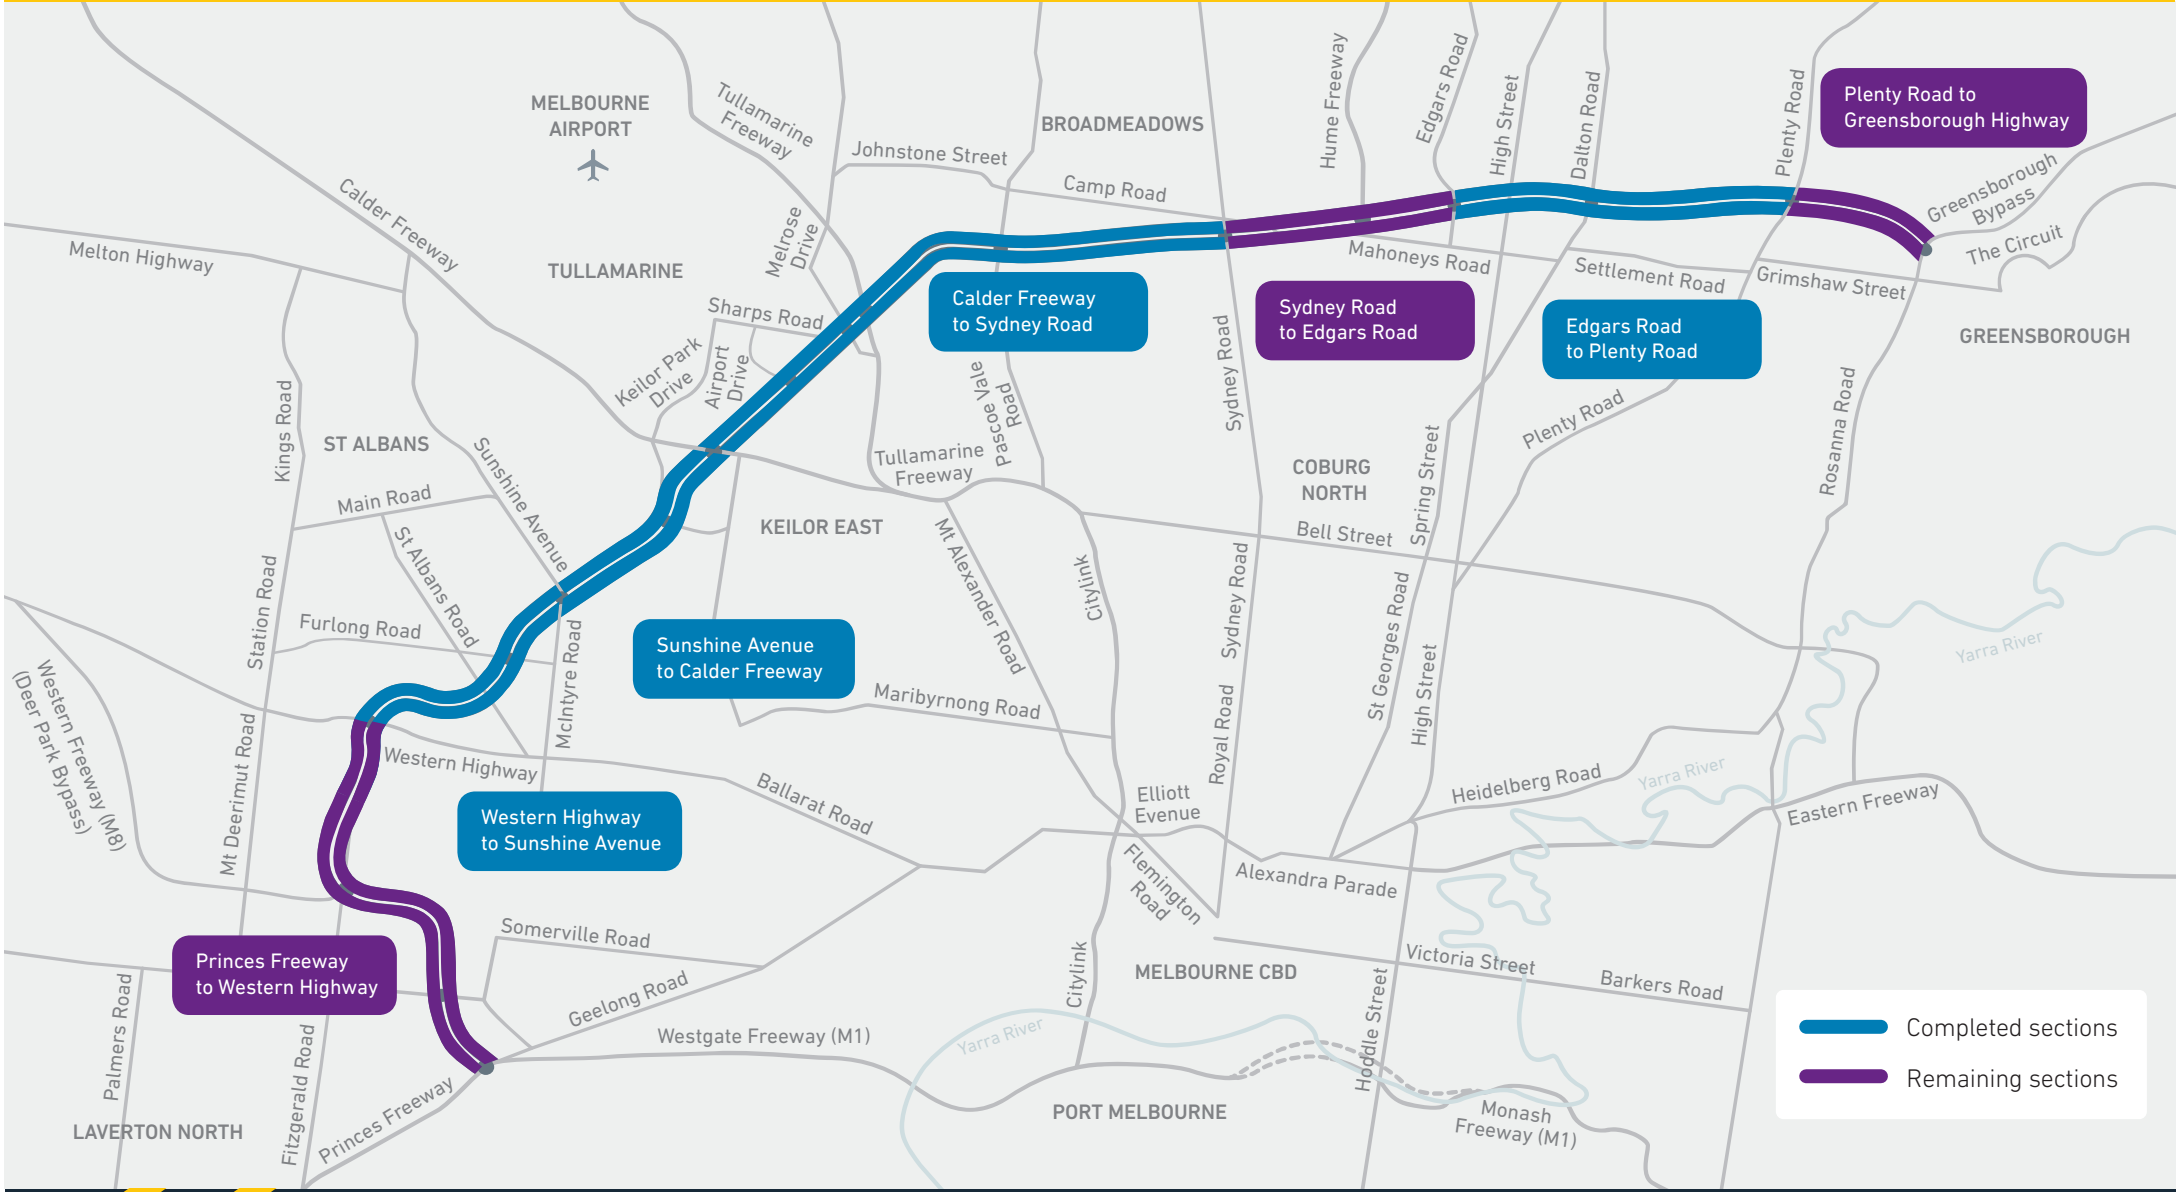 MELBOURNE
AIRPORT
Tullamarine
Freeway
Johnstone Street
BROADMEADOWS
Camp Road
Hume Freeway
Edgars Road
High Street
Dalton Road
Plenty Road
Plenty Road to
Greensborough Highway
Greensborough
Bypass
The Circuit
Calder Freeway
Melton Highway
TULLAMARINE
Melrose
Drive
Sharps Road
Keilor Park
Drive
Airport
Drive
Calder Freeway
to Sydney Road
Sydney Road
to Edgars Road
Mahoneys Road
Settlement Road
Grimshaw Street
Edgars Road
to Plenty Road
GREENSBOROUGH
Kings Road
ST ALBANS
Sunshine Avenue
Main Road
St Albans Road
Tullamarine
Freeway
Pascoe Vale
Road
Sydney Road
Plenty Road
Rosanna Road
COBURG
NORTH
Spring Street
KEILOR EAST
Mt Alexander Road
Citylink
Bell Street
Station Road
Furlong Road
McIntyre Road
Sunshine Avenue
to Calder Freeway
Maribyrnong Road
Sydney Road
St Georges Road
High Street
Yarra River
Western Freeway (M8)
(Deer Park Bypass)
Mt Deerimut Road
Western Highway
Western Highway
to Sunshine Avenue
Ballarat Road
Royal Road
Elliott
Evenue
Heidelberg Road
Yarra River
Eastern Freeway
Flemington
Road
Alexandra Parade
Somerville Road
Princes Freeway
to Western Highway
Geelong Road
Citylink
MELBOURNE CBD
Victoria Street
Barkers Road
Palmers Road
Fitzgerald Road
Westgate Freeway (M1)
Yarra River
Hoddle Street
Completed sections
Remaining sections
Princes Freeway
LAVERTON NORTH
PORT MELBOURNE
Monash
Freeway (M1)